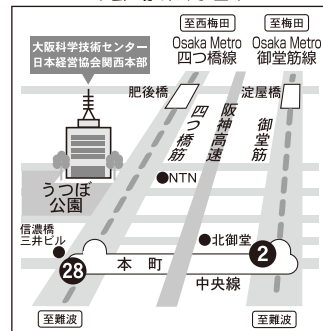 至西梅田
至梅田
大阪科学技術センター
日本経営協会関西本部
Osaka Metro
四つ橋線
Osaka Metro
御堂筋線
肥後橋
淀屋橋
四つ橋筋
阪神高速
御堂筋
うつぼ
公園
NTN
信濃橋
三井ビル
北御堂
28
本町
2
中央線
至難波
至難波